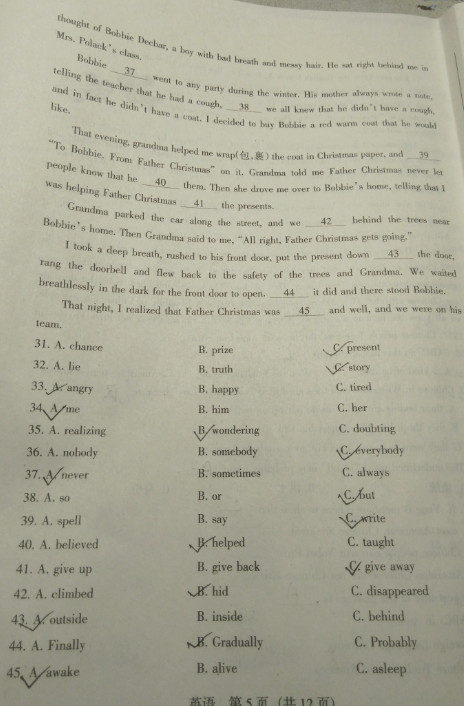 thought of Bobbie Decbar, a boy with bad breath and messy hair. He sat right behind me in
Mrs. Polack's class.
Bobbie 37 went to any party during the winter. His mother always wrote a note,
telling the teacher that he had a cough, 38 we all knew that he didn't have a cough,
and in fact he didn't have a coat. I decided to buy Bobbie a red warm coat that he would
like.
That evening, grandma helped me wrap(包,裹) the coat in Christmas paper, and 39
"To Bobbie, From Father Christmas" on it. Grandma told me Father Christmas never let
people know that he 40 them. Then she drove me over to Bobbie's home, telling that I
was helping Father Christmas 41 the presents.
Grandma parked the car along the street, and we 42 behind the trees near
Bobbie's home. Then Grandma said to me, "All right, Father Christmas gets going."
I took a deep breath, rushed to his front door, put the present down 43 the door,
rang the doorbell and flew back to the safety of the trees and Grandma. We waited
breathlessly in the dark for the front door to open. 44 it did and there stood Bobbie.
That night, I realized that Father Christmas was 45 and well, and we were on his
team.
31. A. chance B. prize C. present
32. A. lie B. truth C. story
33. A. angry B. happy C. tired
34. A. me B. him C. her
35. A. realizing B. wondering C. doubting
36. A. nobody B. somebody C. everybody
37. A. never B. sometimes C. always
38. A. so B. or C. but
39. A. spell B. say C. write
40. A. believed B. helped C. taught
41. A. give up B. give back C. give away
42. A. climbed B. hid C. disappeared
43. A. outside B. inside C. behind
44. A. Finally B. Gradually C. Probably
45. A. awake B. alive C. asleep
英语 第 5 页 (共 12 页)